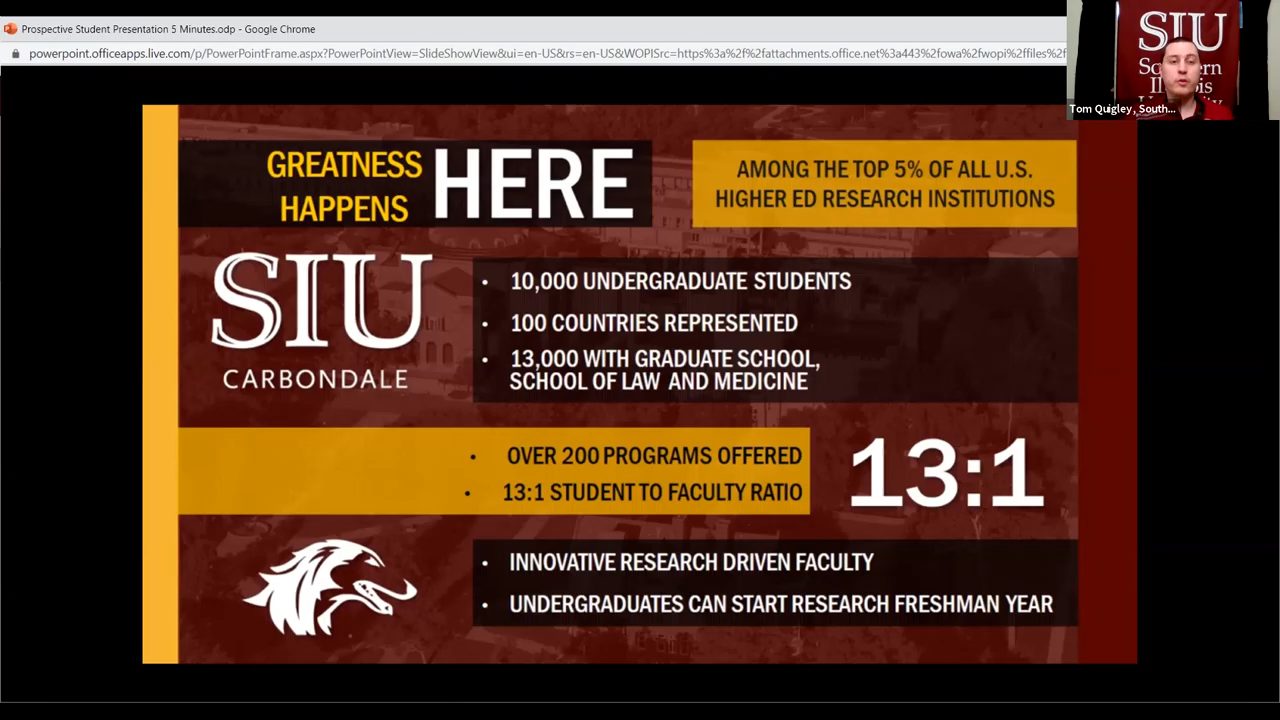 Prospective Student Presentation 5 Minutes.odp - Google Chrome
powerpoint.officeapps.live.com/p/PowerPointFrame.aspx?PowerPointView=SlideShowView&ui=en-US&rs=en-US&WOPISrc=https%3a%2f%2fattachments.office.net%3a443%2fowa%2fwopi%2ffiles%2f
SIU
Southern
Illinois
University
Tom Quigley, South...
GREATNESS
HAPPENS
HERE
AMONG THE TOP 5% OF ALL U.S.
HIGHER ED RESEARCH INSTITUTIONS
SIU
CARBONDALE
• 10,000 UNDERGRADUATE STUDENTS
• 100 COUNTRIES REPRESENTED
• 13,000 WITH GRADUATE SCHOOL,
SCHOOL OF LAW AND MEDICINE
• OVER 200 PROGRAMS OFFERED
• 13:1 STUDENT TO FACULTY RATIO
13:1
• INNOVATIVE RESEARCH DRIVEN FACULTY
• UNDERGRADUATES CAN START RESEARCH FRESHMAN YEAR